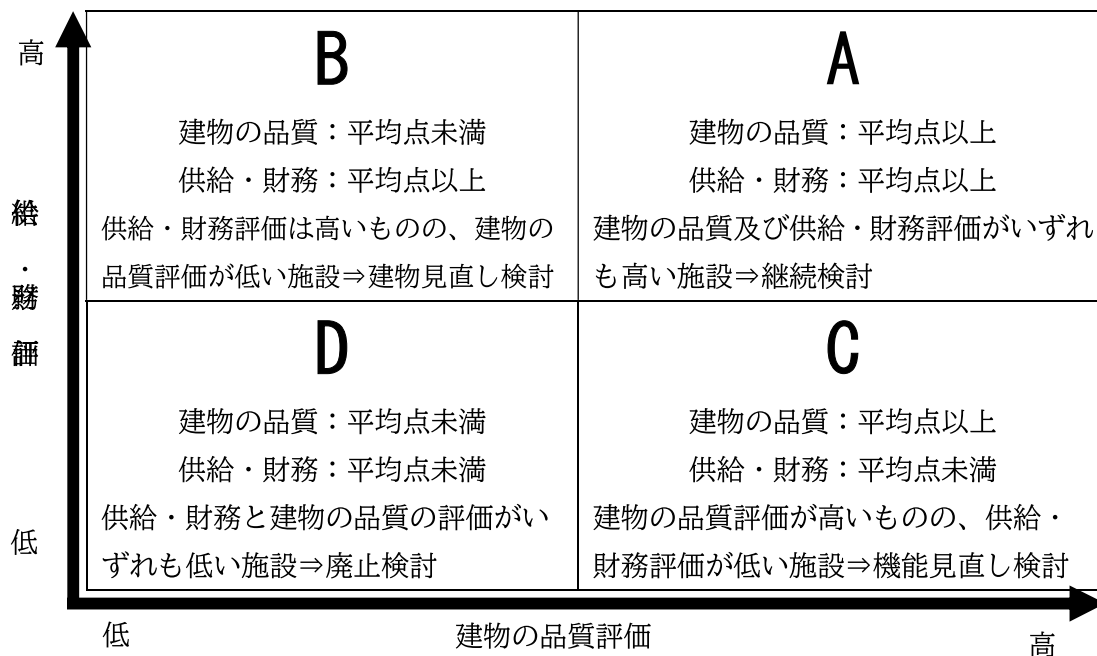 高
供給・財務評価
低
B
建物の品質：平均点未満
供給・財務：平均点以上
供給・財務評価は高いものの、建物の
品質評価が低い施設⇒建物見直し検討
A
建物の品質：平均点以上
供給・財務：平均点以上
建物の品質及び供給・財務評価がいずれ
も高い施設⇒継続検討
D
建物の品質：平均点未満
供給・財務：平均点未満
供給・財務と建物の品質の評価がい
ずれも低い施設⇒廃止検討
C
建物の品質：平均点以上
供給・財務：平均点未満
建物の品質評価が高いものの、供給・
財務評価が低い施設⇒機能見直し検討
低
建物の品質評価
高